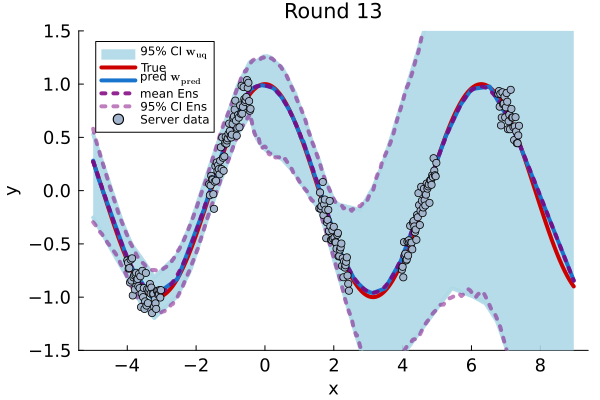 Round 13
1.5
1.0
0.5
0.0
−0.5
−1.0
−1.5
y
95% CI w_uq
True
pred w_pred
mean Ens
95% CI Ens
Server data
−4 −2 0 2 4 6 8
x